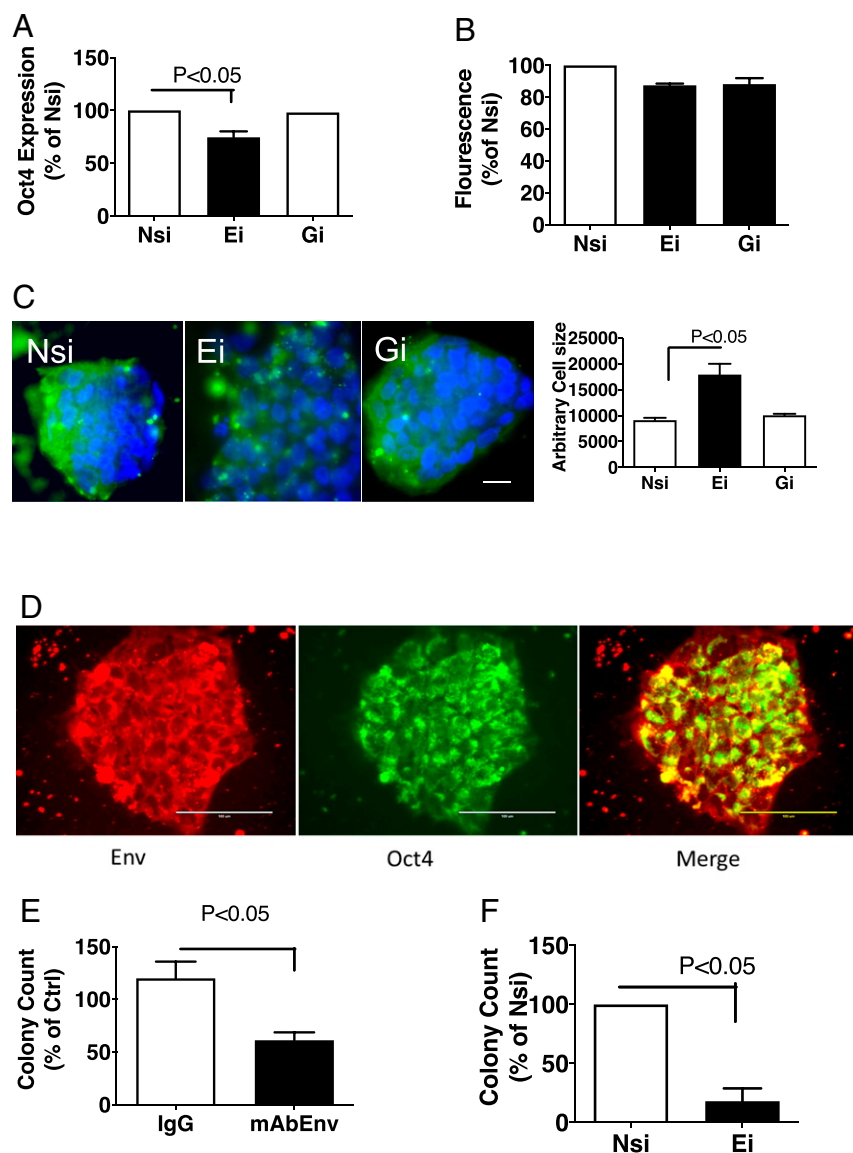 A
Oct4 Expression
(% of Nsi)
150
100
50
0
P<0.05
Nsi Ei Gi
B
Flourescence
(%of Nsi)
100
80
60
40
20
0
Nsi Ei Gi
C
Nsi Ei Gi
Arbitrary Cell size
25000
20000
15000
10000
5000
0
P<0.05
Nsi Ei Gi
D
Env Oct4 Merge
E
Colony Count
(% of Ctrl)
150
100
50
0
P<0.05
IgG mAbEnv
F
Colony Count
(% of Nsi)
150
100
50
0
P<0.05
Nsi Ei